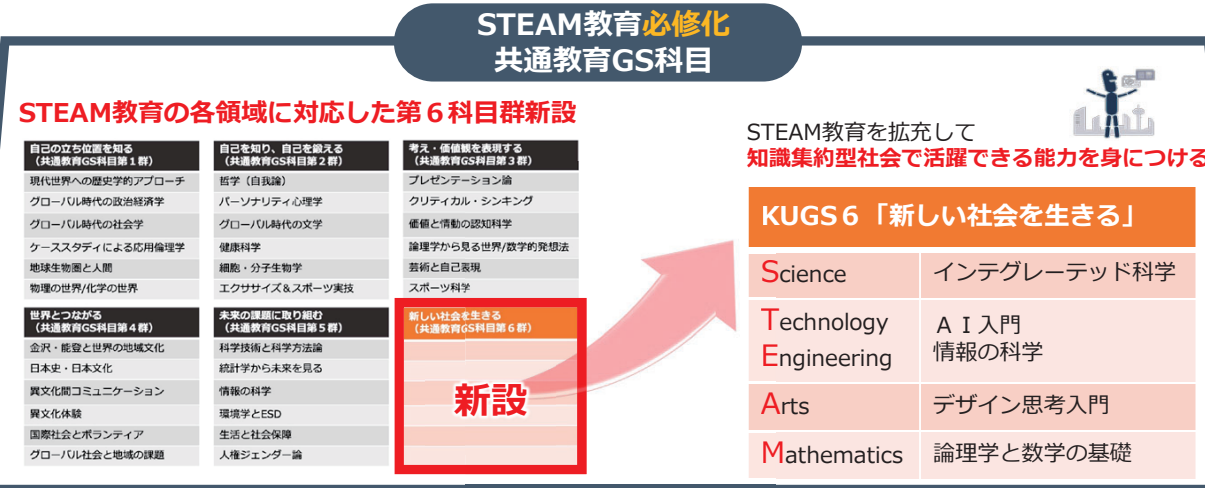 STEAM教育必修化
共通教育GS科目
STEAM教育の各領域に対応した第６科目群新設
自己の立ち位置を知る
（共通教育GS科目第１群）
現代世界への歴史学的アプローチ
グローバル時代の政治経済学
グローバル時代の社会学
ケーススタディによる応用倫理学
地球生物圏と人間
物理の世界/化学の世界
自己を知り、自己を鍛える
（共通教育GS科目第２群）
哲学（自我論）
パーソナリティ心理学
グローバル時代の文学
健康科学
細胞・分子生物学
エクササイズ＆スポーツ実技
考え・価値観を表現する
（共通教育GS科目第３群）
プレゼンテーション論
クリティカル・シンキング
価値と情動の認知科学
論理学から見る世界/数学的発想法
芸術と自己表現
スポーツ科学
世界とつながる
（共通教育GS科目第４群）
金沢・能登と世界の地域文化
日本史・日本文化
異文化間コミュニケーション
異文化体験
国際社会とボランティア
グローバル社会と地域の課題
未来の課題に取り組む
（共通教育GS科目第５群）
科学技術と科学方法論
統計学から未来を見る
情報の科学
環境学とESD
生活と社会保障
人権ジェンダー論
新しい社会を生きる
（共通教育GS科目第６群）
新設
STEAM教育を拡充して
知識集約型社会で活躍できる能力を身につける
KUGS６「新しい社会を生きる」
Science インテグレーテッド科学
Technology ＡＩ入門
Engineering 情報の科学
Arts デザイン思考入門
Mathematics 論理学と数学の基礎